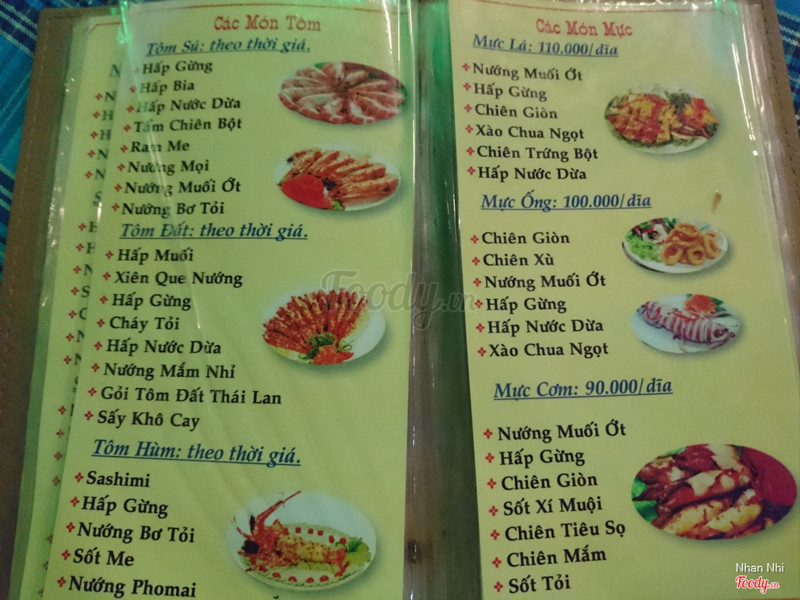 Các Món Tôm
Tôm Sú: theo thời giá.
Hấp Gừng
Hấp Bia
Hấp Nước Dừa
Tẩm Chiên Bột
Ram Me
Nướng Mọi
Nướng Muối Ớt
Nướng Bơ Tỏi
Tôm Đất: theo thời giá.
Hấp Muối
Xiên Que Nướng
Hấp Gừng
Cháy Tỏi
Hấp Nước Dừa
Nướng Mắm Nhỉ
Gỏi Tôm Đất Thái Lan
Sấy Khô Cay
Tôm Hùm: theo thời giá.
Sashimi
Hấp Gừng
Nướng Bơ Tỏi
Sốt Me
Nướng Phomai
Các Món Mực
Mực Lá: 110.000/dĩa
Nướng Muối Ớt
Hấp Gừng
Chiên Giòn
Xào Chua Ngọt
Chiên Trứng Bột
Hấp Nước Dừa
Mực Ống: 100.000/dĩa
Chiên Giòn
Chiên Xù
Nướng Muối Ớt
Hấp Gừng
Hấp Nước Dừa
Xào Chua Ngọt
Mực Cơm: 90.000/dĩa
Nướng Muối Ớt
Hấp Gừng
Chiên Giòn
Sốt Xí Muội
Chiên Tiêu Sọ
Chiên Mắm
Sốt Tỏi
Foody.vn
Nhan Nhi
Foody.vn